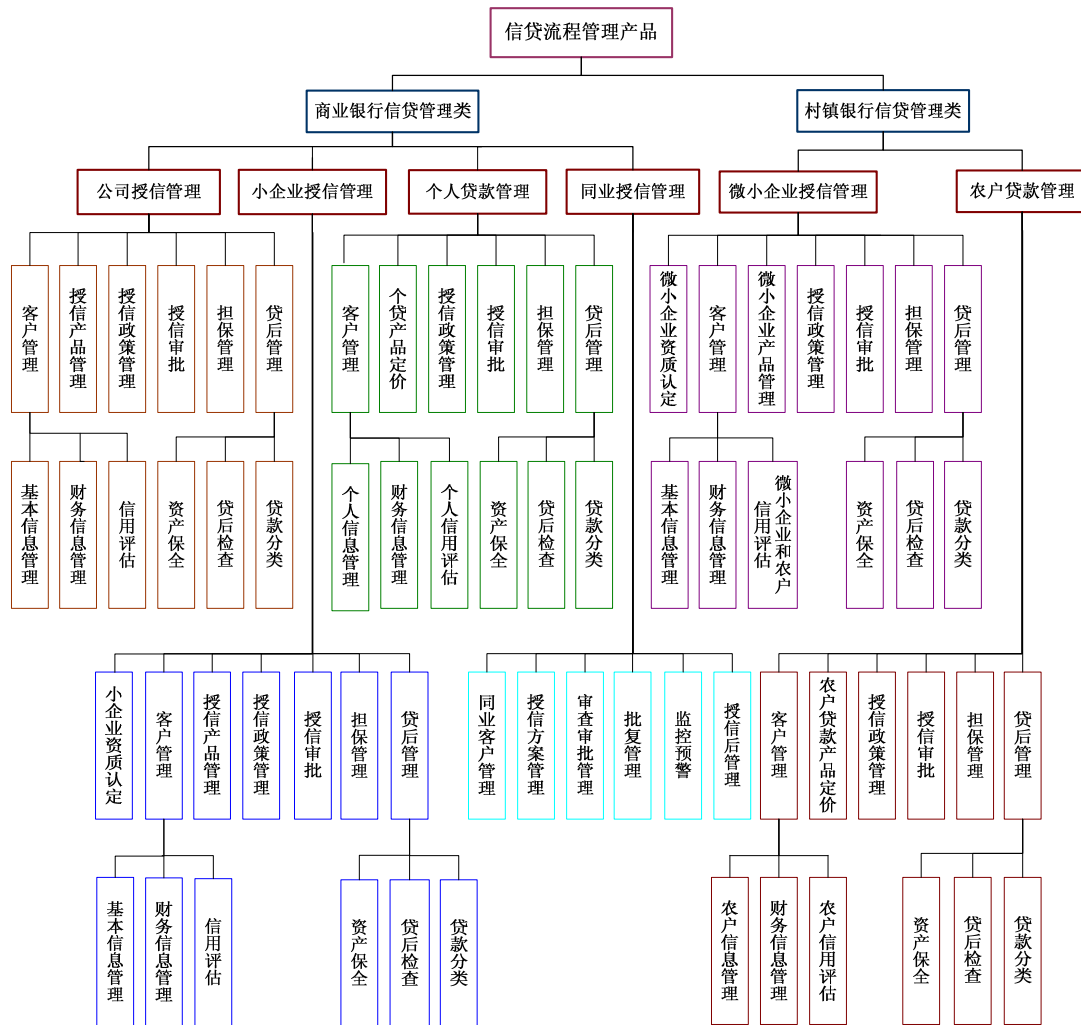 信贷流程管理产品
商业银行信贷管理类
村镇银行信贷管理类
公司授信管理
小企业授信管理
个人贷款管理
同业授信管理
微小企业授信管理
农户贷款管理
客户管理
授信产品管理
授信政策管理
授信审批
担保管理
贷后管理
客户管理
个贷产品定价
授信政策管理
授信审批
担保管理
贷后管理
微小企业资质认定
客户管理
微小企业产品管理
授信政策管理
授信审批
担保管理
贷后管理
基本信息管理
财务信息管理
信用评估
资产保全
贷后检查
贷款分类
个人信息管理
财务信息管理
个人信用评估
资产保全
贷后检查
贷款分类
基本信息管理
财务信息管理
微小企业和农户
信用评估
资产保全
贷后检查
贷款分类
小企业资质认定
客户管理
授信产品管理
授信政策管理
授信审批
担保管理
贷后管理
同业客户管理
授信方案管理
审查审批管理
批复管理
监控预警
授信后管理
客户管理
农户贷款产品定价
授信政策管理
授信审批
担保管理
贷后管理
基本信息管理
财务信息管理
信用评估
资产保全
贷后检查
贷款分类
农户信息管理
财务信息管理
农户信用评估
资产保全
贷后检查
贷款分类